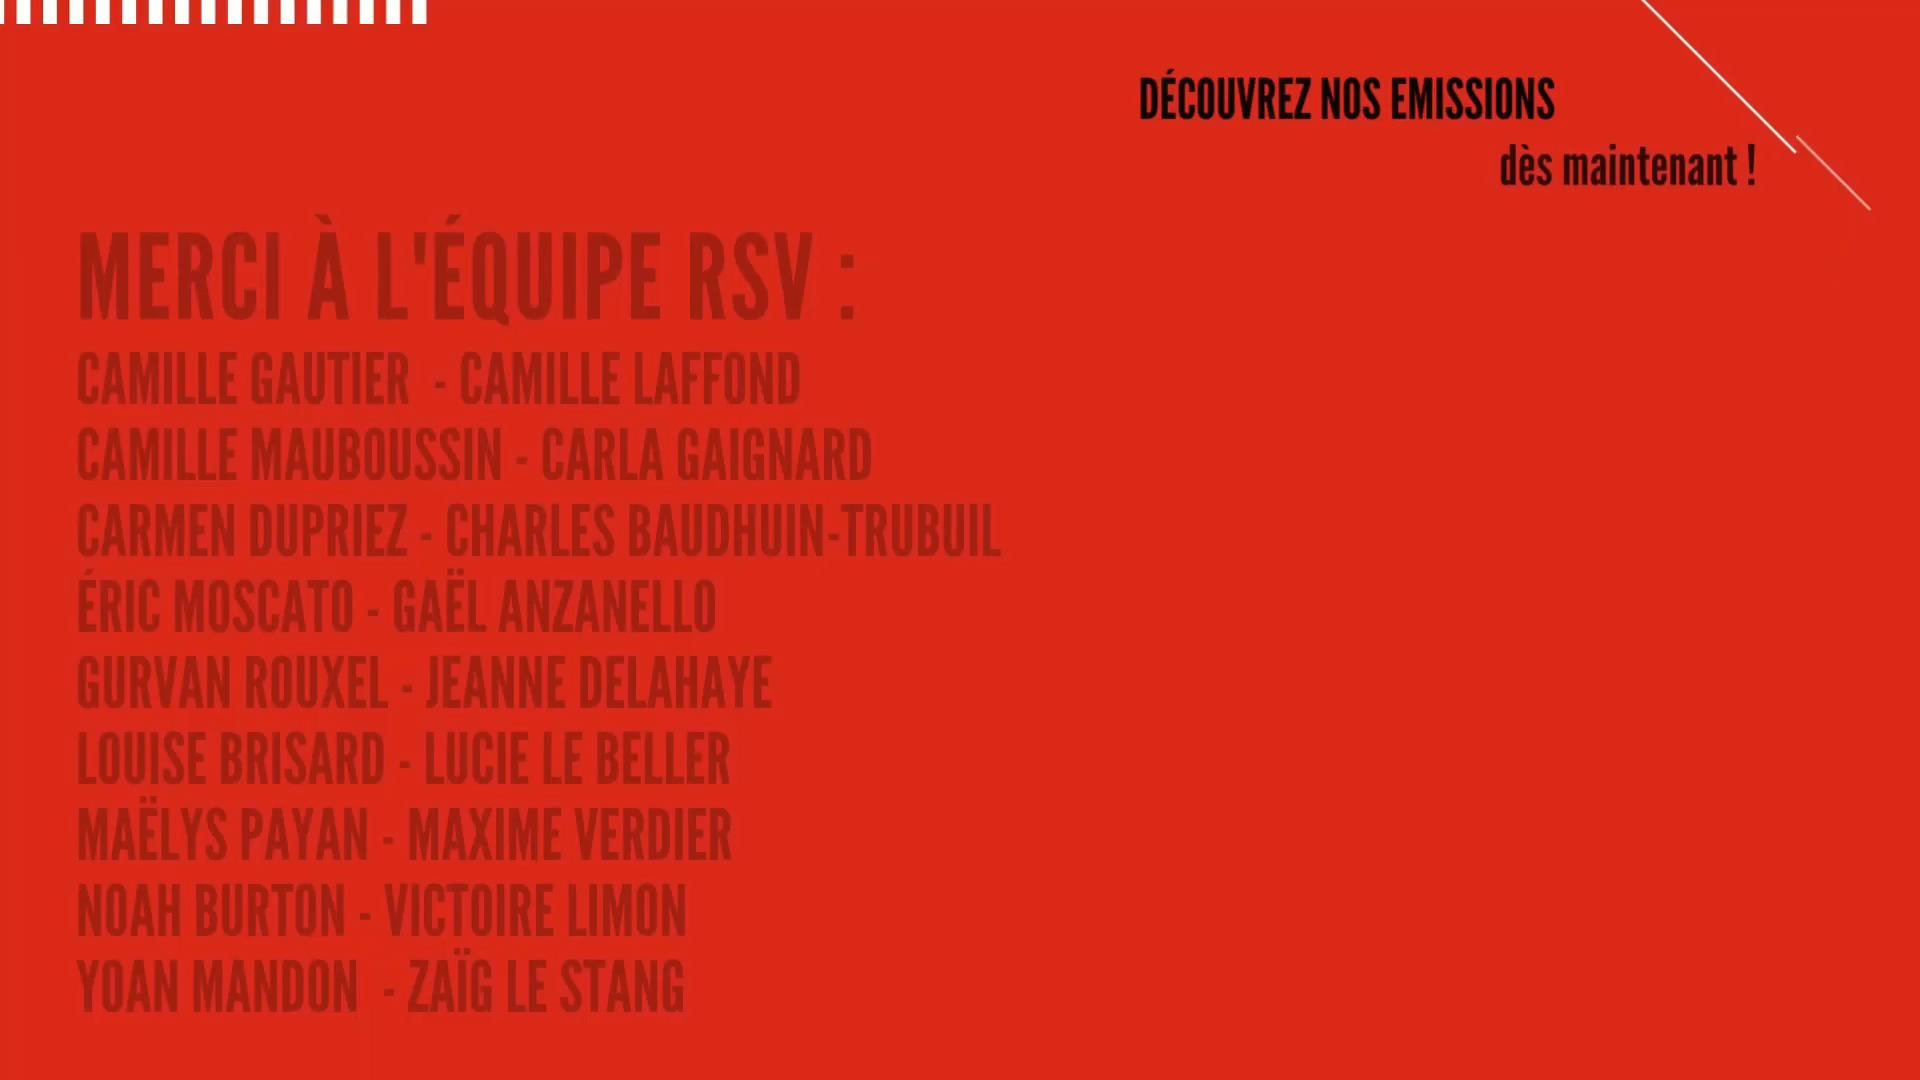 DÉCOUVREZ NOS EMISSIONS
dès maintenant !
MERCI À L'ÉQUIPE RSV :
CAMILLE GAUTIER - CAMILLE LAFFOND
CAMILLE MAUBOUSSIN - CARLA GAIGNARD
CARMEN DUPRIEZ - CHARLES BAUDHUIN-TRUBUIL
ÉRIC MOSCATO - GAËL ANZANELLO
GURVAN ROUXEL - JEANNE DELAHAYE
LOUISE BRISARD - LUCIE LE BELLER
MAËLYS PAYAN - MAXIME VERDIER
NOAH BURTON - VICTOIRE LIMON
YOAN MANDON - ZAÏG LE STANG